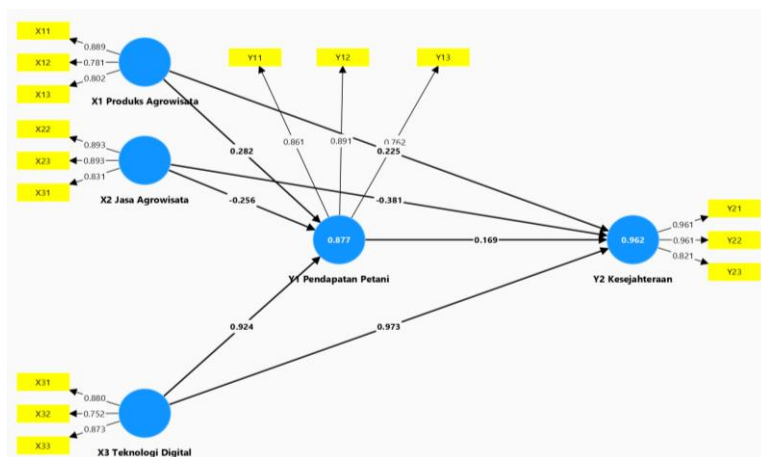 X11
0.889
X12
0.781
X13
0.802
X1 Produks Agrowisata
Y11
Y12
Y13
0.861
0.891
0.762
X22
0.893
X23
0.893
X31
0.831
X2 Jasa Agrowisata
0.282
-0.256
0.225
-0.381
0.877
Y1 Pendapatan Petani
0.169
0.962
Y2 Kesejahteraan
Y21
0.961
Y22
0.961
Y23
0.821
0.924
0.973
X31
0.880
X32
0.752
X33
0.873
X3 Teknologi Digital